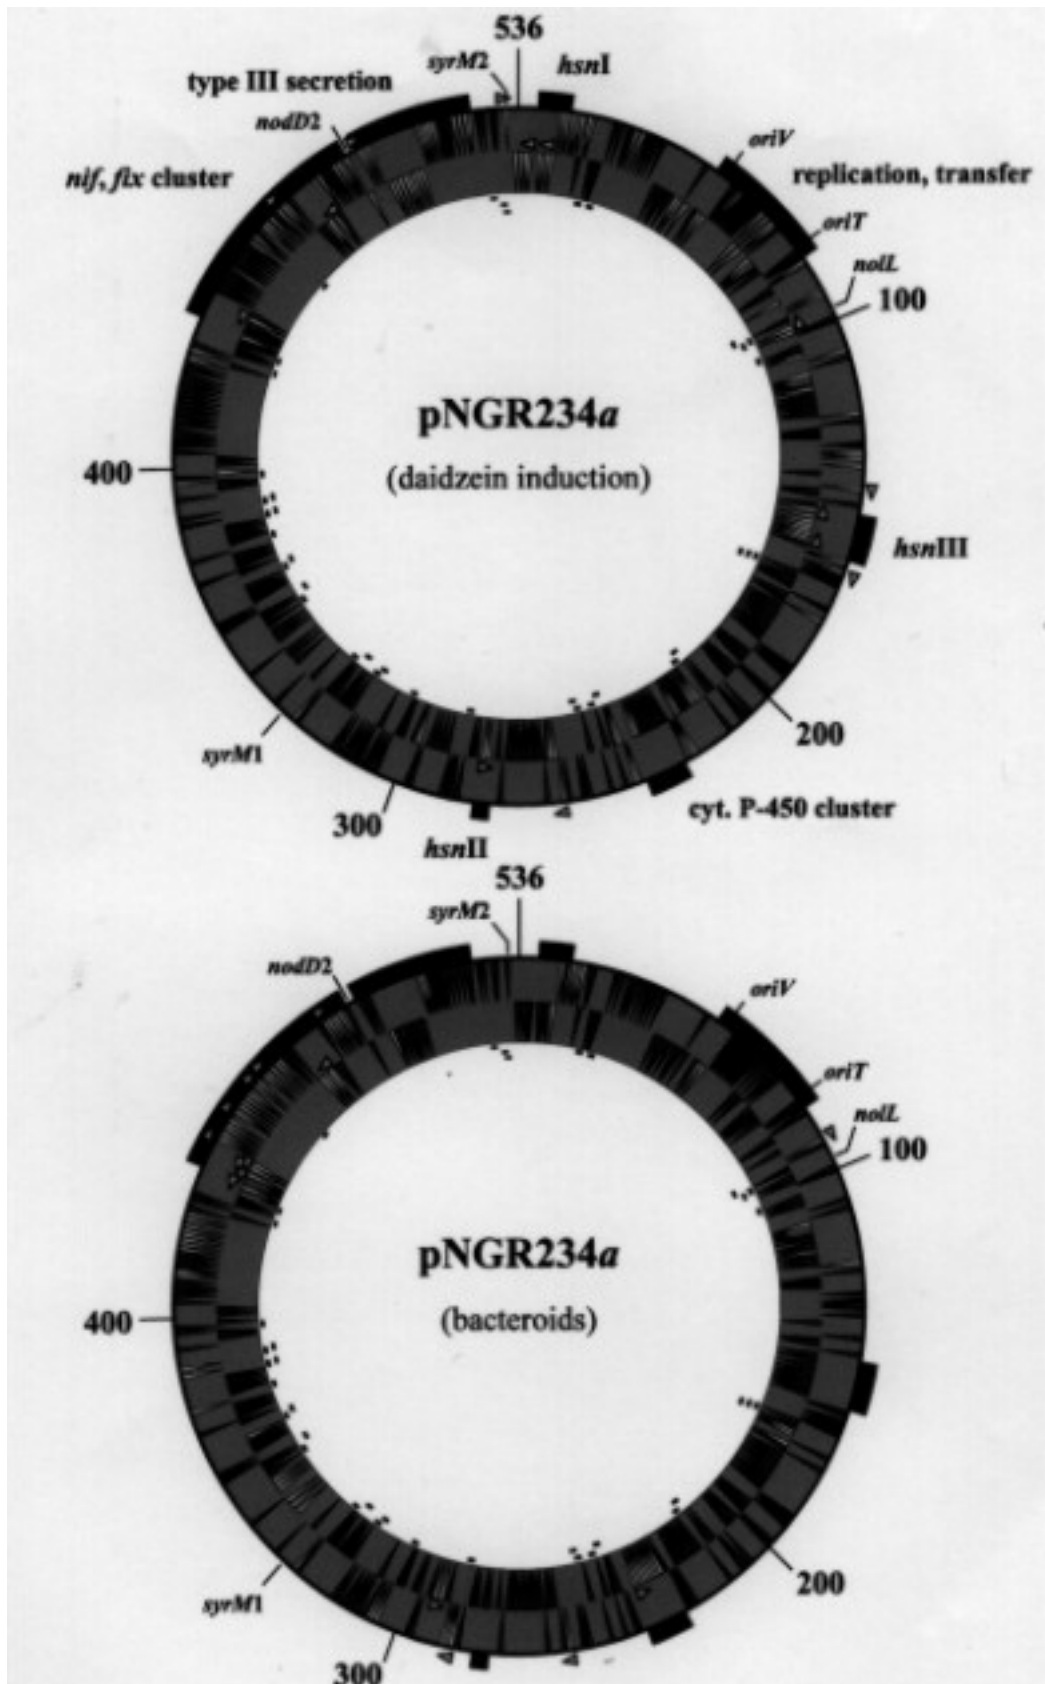 536
syrM2
hsnI
type III secretion
nodD2
oriV
nif, fix cluster
replication, transfer
oriT
nolL
100
pNGR234a
400
(daidzein induction)
hsnIII
200
syrM1
cyt. P-450 cluster
300
hsnII
536
syrM2
nodD2
oriV
oriT
nolL
100
pNGR234a
400
(bacteroids)
200
syrM1
300